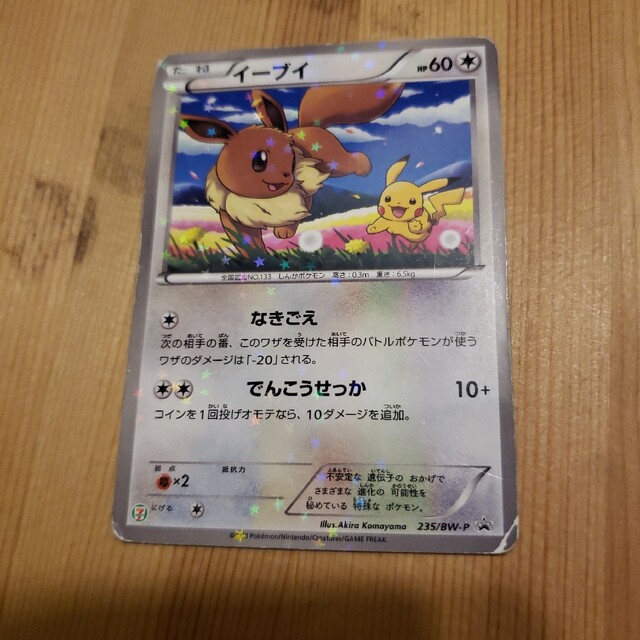 たね イーブイ HP60
全国図鑑NO.133 しんかポケモン 高さ:0.3m 重さ:6.5kg
なきごえ
次の相手の番、このワザを受けた相手のバトルポケモンが使う
ワザのダメージは「-20」される。
でんこうせっか 10+
コインを1回投げオモテなら、10ダメージを追加。
弱点 抵抗力
×2
にげる
不安定な 遺伝子の おかげで
さまざまな 進化の 可能性を
秘めている 特殊な ポケモン。
7
Illus. Akira Komayama 235/BW-P
Pokémon/Nintendo/Creatures/GAME FREAK.